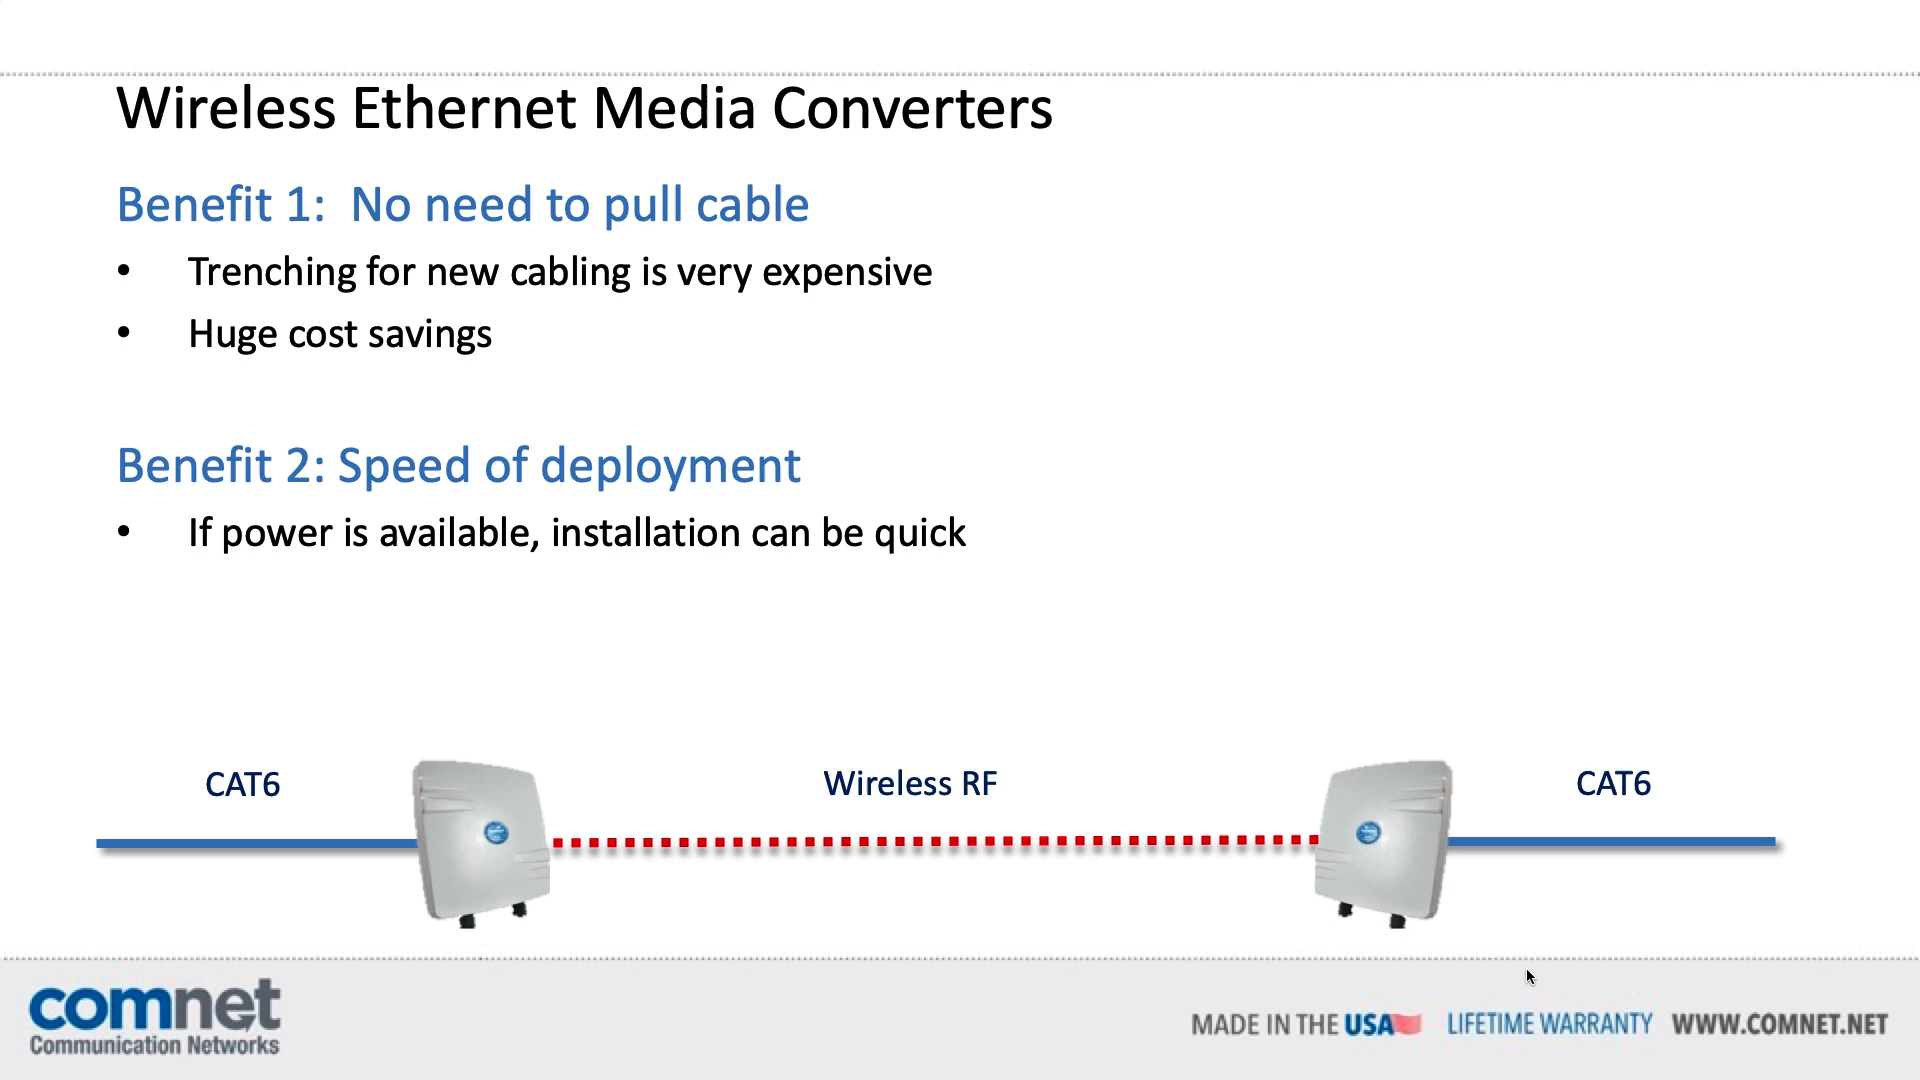 Wireless Ethernet Media Converters
Benefit 1: No need to pull cable
• Trenching for new cabling is very expensive
• Huge cost savings
Benefit 2: Speed of deployment
• If power is available, installation can be quick
CAT6
Wireless RF
CAT6
comnet
Communication Networks
MADE IN THE USA LIFETIME WARRANTY WWW.COMNET.NET